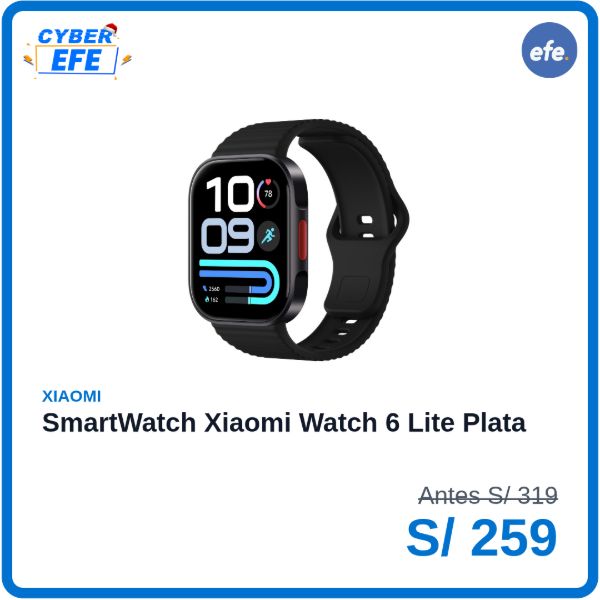 CYBER
EFE
efe.
10
78
09
2560
162
XIAOMI
SmartWatch Xiaomi Watch 6 Lite Plata
Antes S/ 319
S/ 259